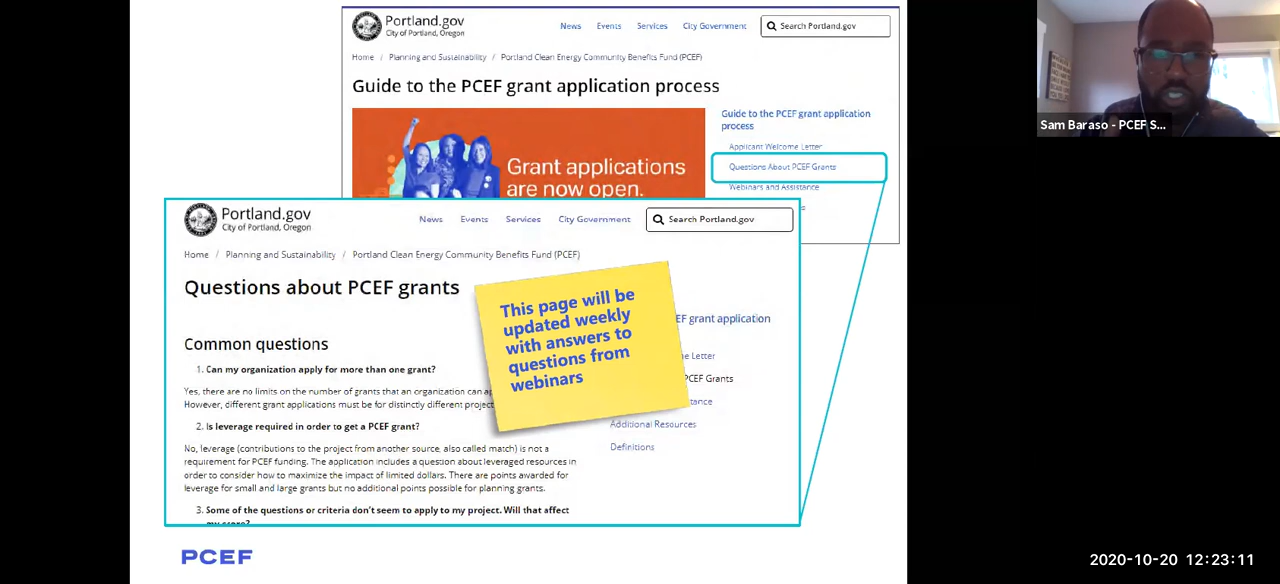 Portland.gov
City of Portland, Oregon
News Events Services City Government Search Portland.gov
Home / Planning and Sustainability / Portland Clean Energy Community Benefits Fund (PCEF)
Guide to the PCEF grant application process
Grant applications
are now open.
Guide to the PCEF grant application
process
Applicant Welcome Letter
Questions About PCEF Grants
Webinars and Assistance
Portland.gov
City of Portland, Oregon
News Events Services City Government Search Portland.gov
Home / Planning and Sustainability / Portland Clean Energy Community Benefits Fund (PCEF)
Questions about PCEF grants
Common questions
1. Can my organization apply for more than one grant?
Yes, there are no limits on the number of grants that an organization can
However, different grant applications must be for distinctly different
2. Is leverage required in order to get a PCEF grant?
No, leverage (contributions to the project from another source, also called match) is not a
requirement for PCEF funding. The application includes a question about leveraged resources in
order to consider how to maximize the impact of limited dollars. There are points awarded for
leverage for small and large grants but no additional points possible for planning grants.
3. Some of the questions or criteria don't seem to apply to my project. Will that affect
my score?
This page will be
updated weekly
with answers to
questions from
webinars
grant application
Letter
PCEF Grants
Additional Resources
Definitions
PCEF
Sam Baraso - PCEF S...
2020-10-20 12:23:11